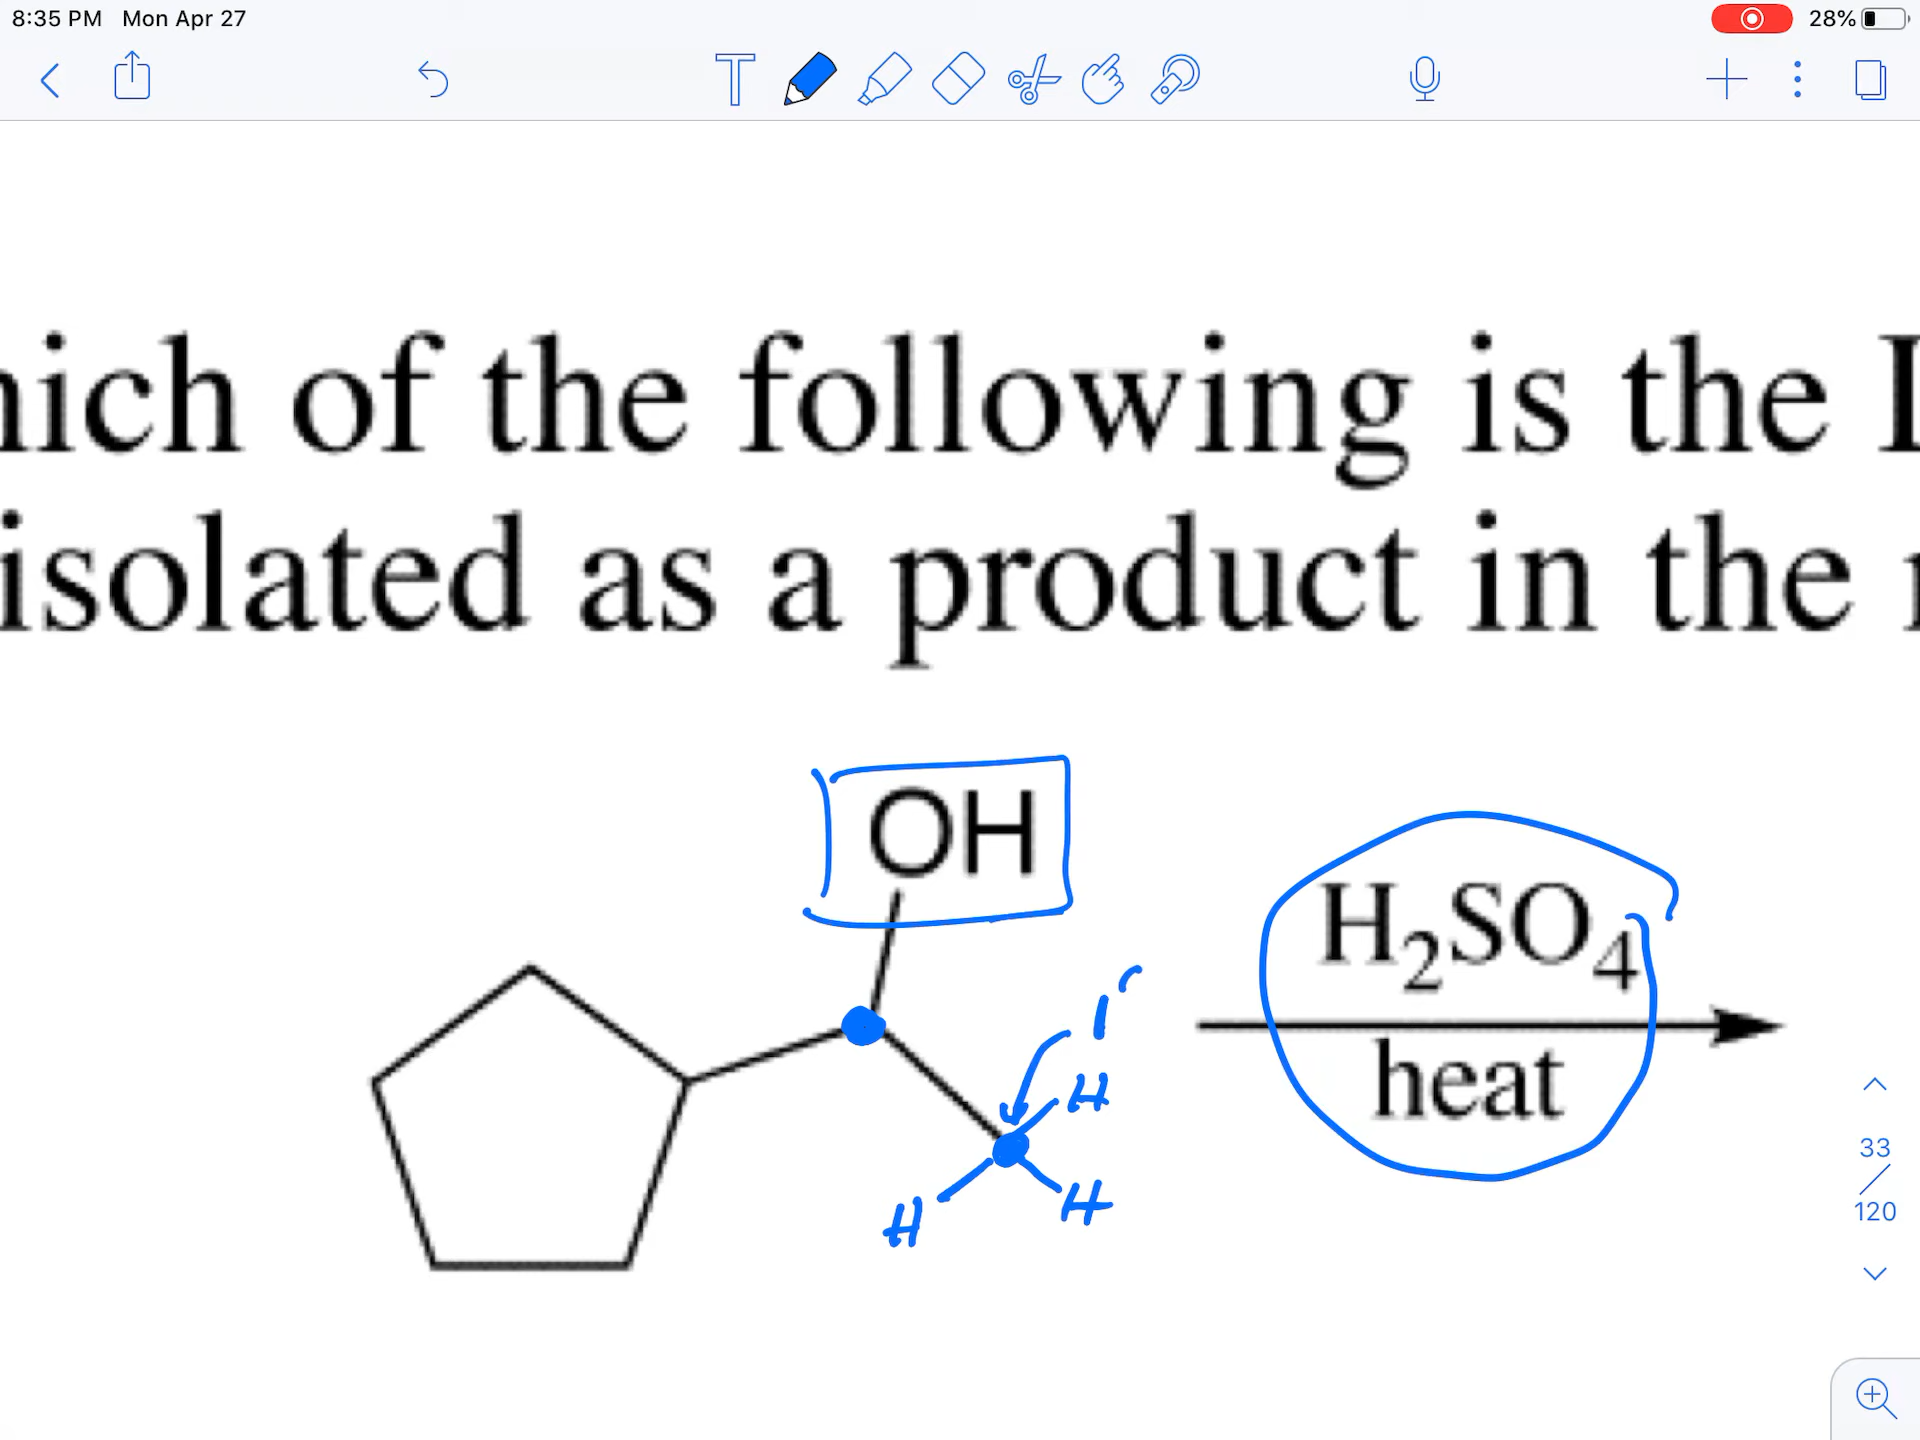 8:35 PM Mon Apr 27
28%
T
hich of the following is the
isolated as a product in the
OH
H₂SO₄
heat
1°
H
H
H
33
120